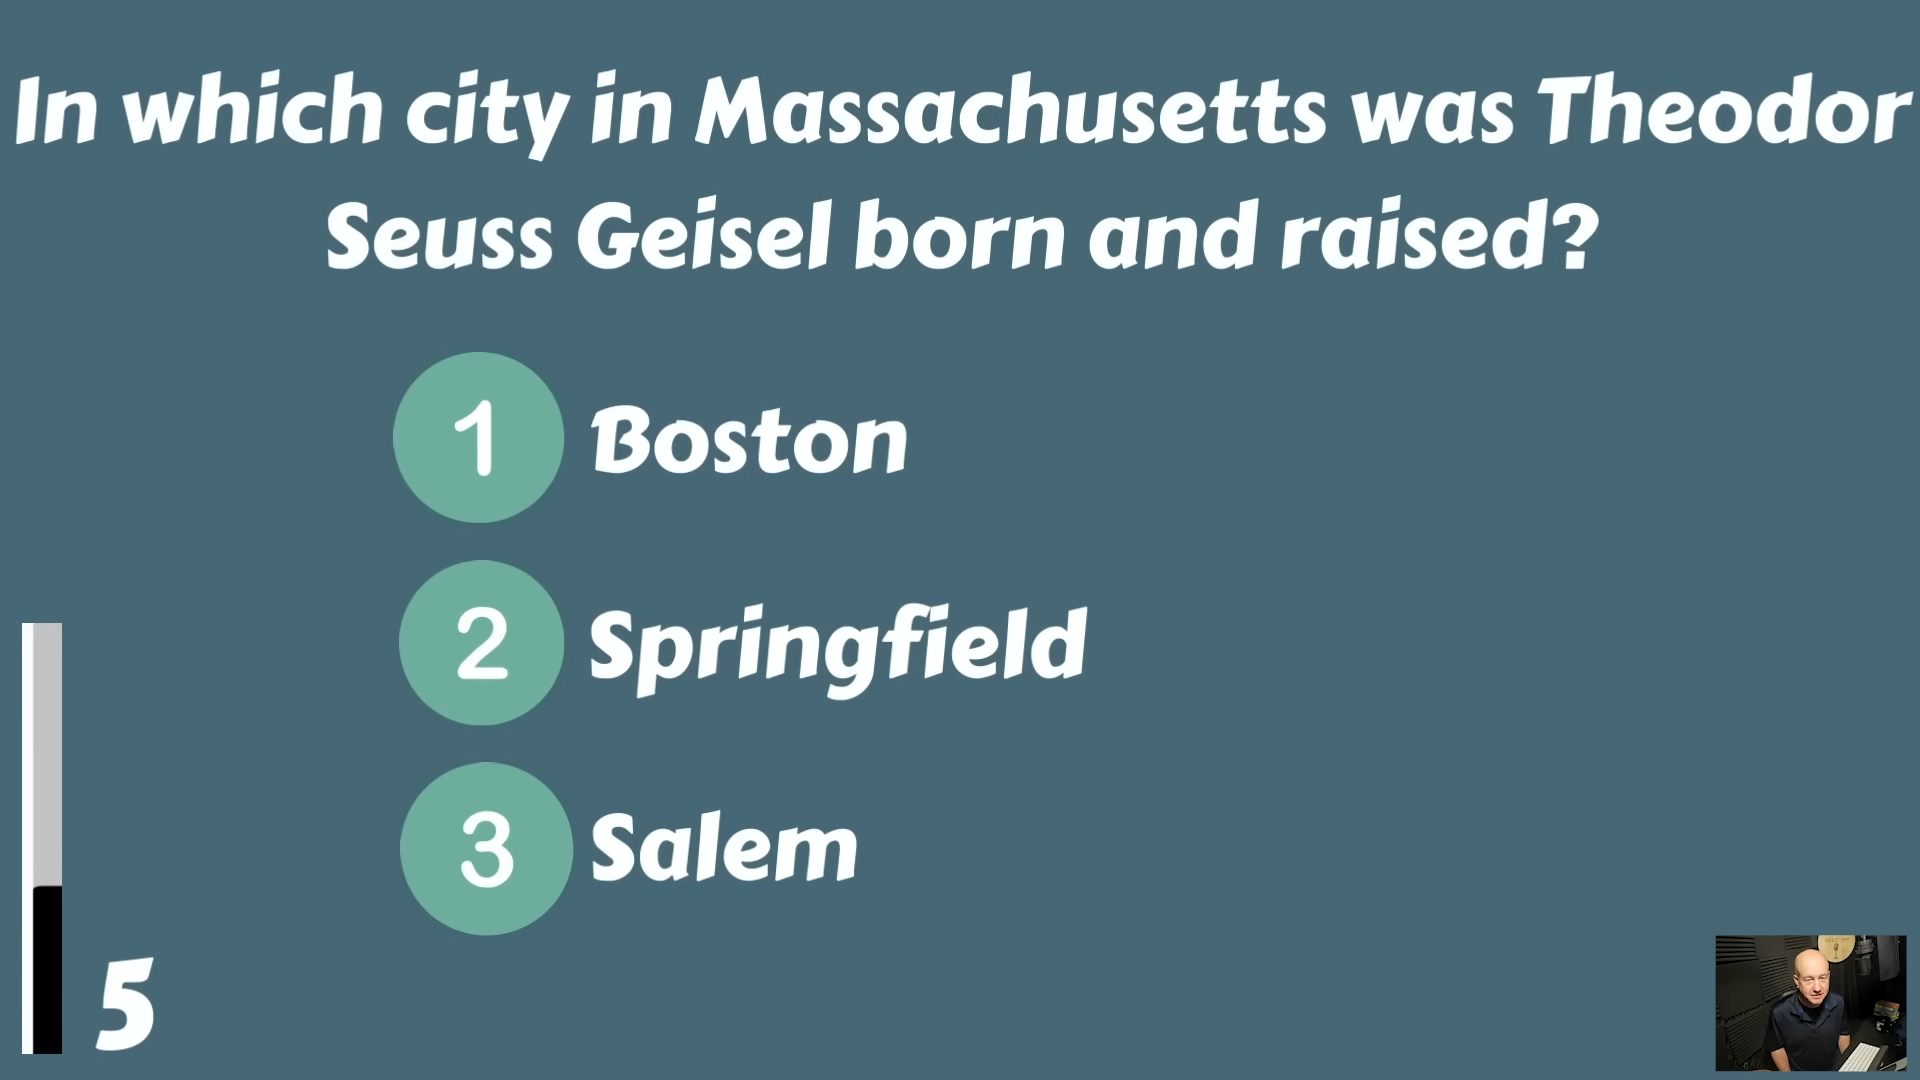 In which city in Massachusetts was Theodor
Seuss Geisel born and raised?
1 Boston
2 Springfield
3 Salem
5